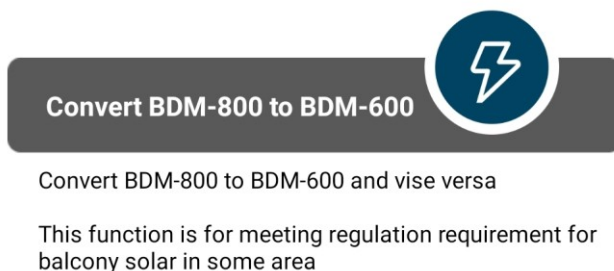 Convert BDM-800 to BDM-600
Convert BDM-800 to BDM-600 and vise versa
This function is for meeting regulation requirement for
balcony solar in some area